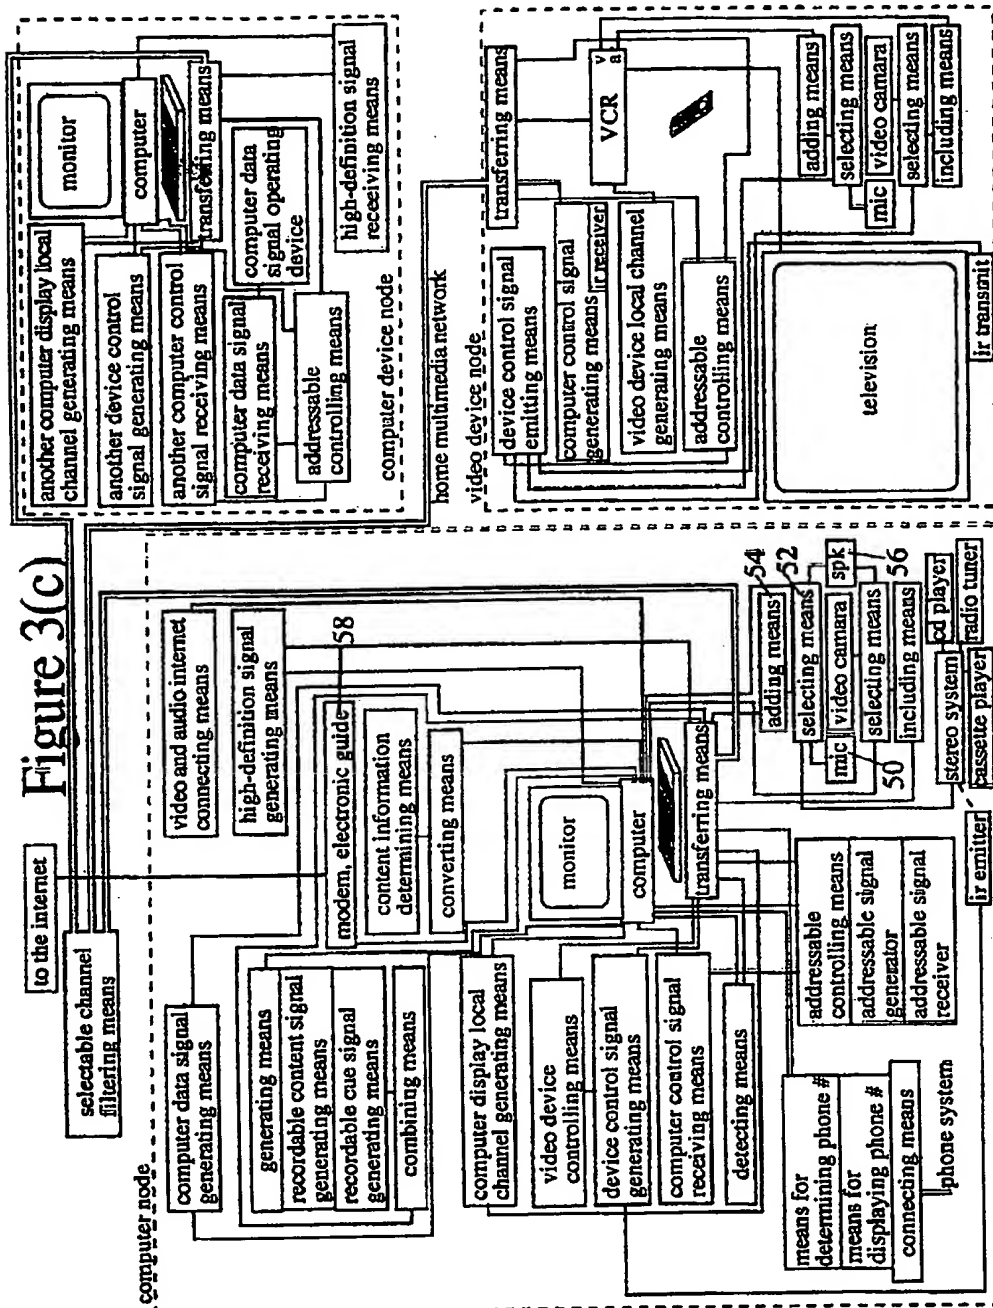 Figure 3(c)
to the internet
selectable channel
filtering means
computer node
computer data signal
generating means
generating means
recordable content signal
generating means
recordable cue signal
generating means
combining means
computer display local
channel generating means
video device
controlling means
device control signal
generating means
computer control signal
receiving means
detecting means
means for
determining phone #
means for
displaying phone #
connecting means
phone system
video and audio internet
connecting means
high-definition signal
generating means
modem, electronic guide
58
content information
determining means
converting means
monitor
computer
transferring means
addressable
controlling means
addressable signal
generator
addressable signal
receiver
ir emitter
adding means
54
selecting means
52
mic
video camara
spk
50
selecting means
including means
56
stereo system
cd player
radio tuner
cassette player
another computer display local
channel generating means
another device control
signal generating means
another computer control
signal receiving means
computer data signal
receiving means
addressable
controlling means
monitor
computer
transfering means
computer data
signal operating
device
high-definition signal
receeiving means
computer device node
home multimedia network
video device node
transferring means
device control signal
emitting means
computer control signal
generating means
ir receiver
video device local channel
generating means
addressable
controlling means
VCR
v
a
television
ir transmit
adding means
selecting means
mic
video camara
selecting means
including means